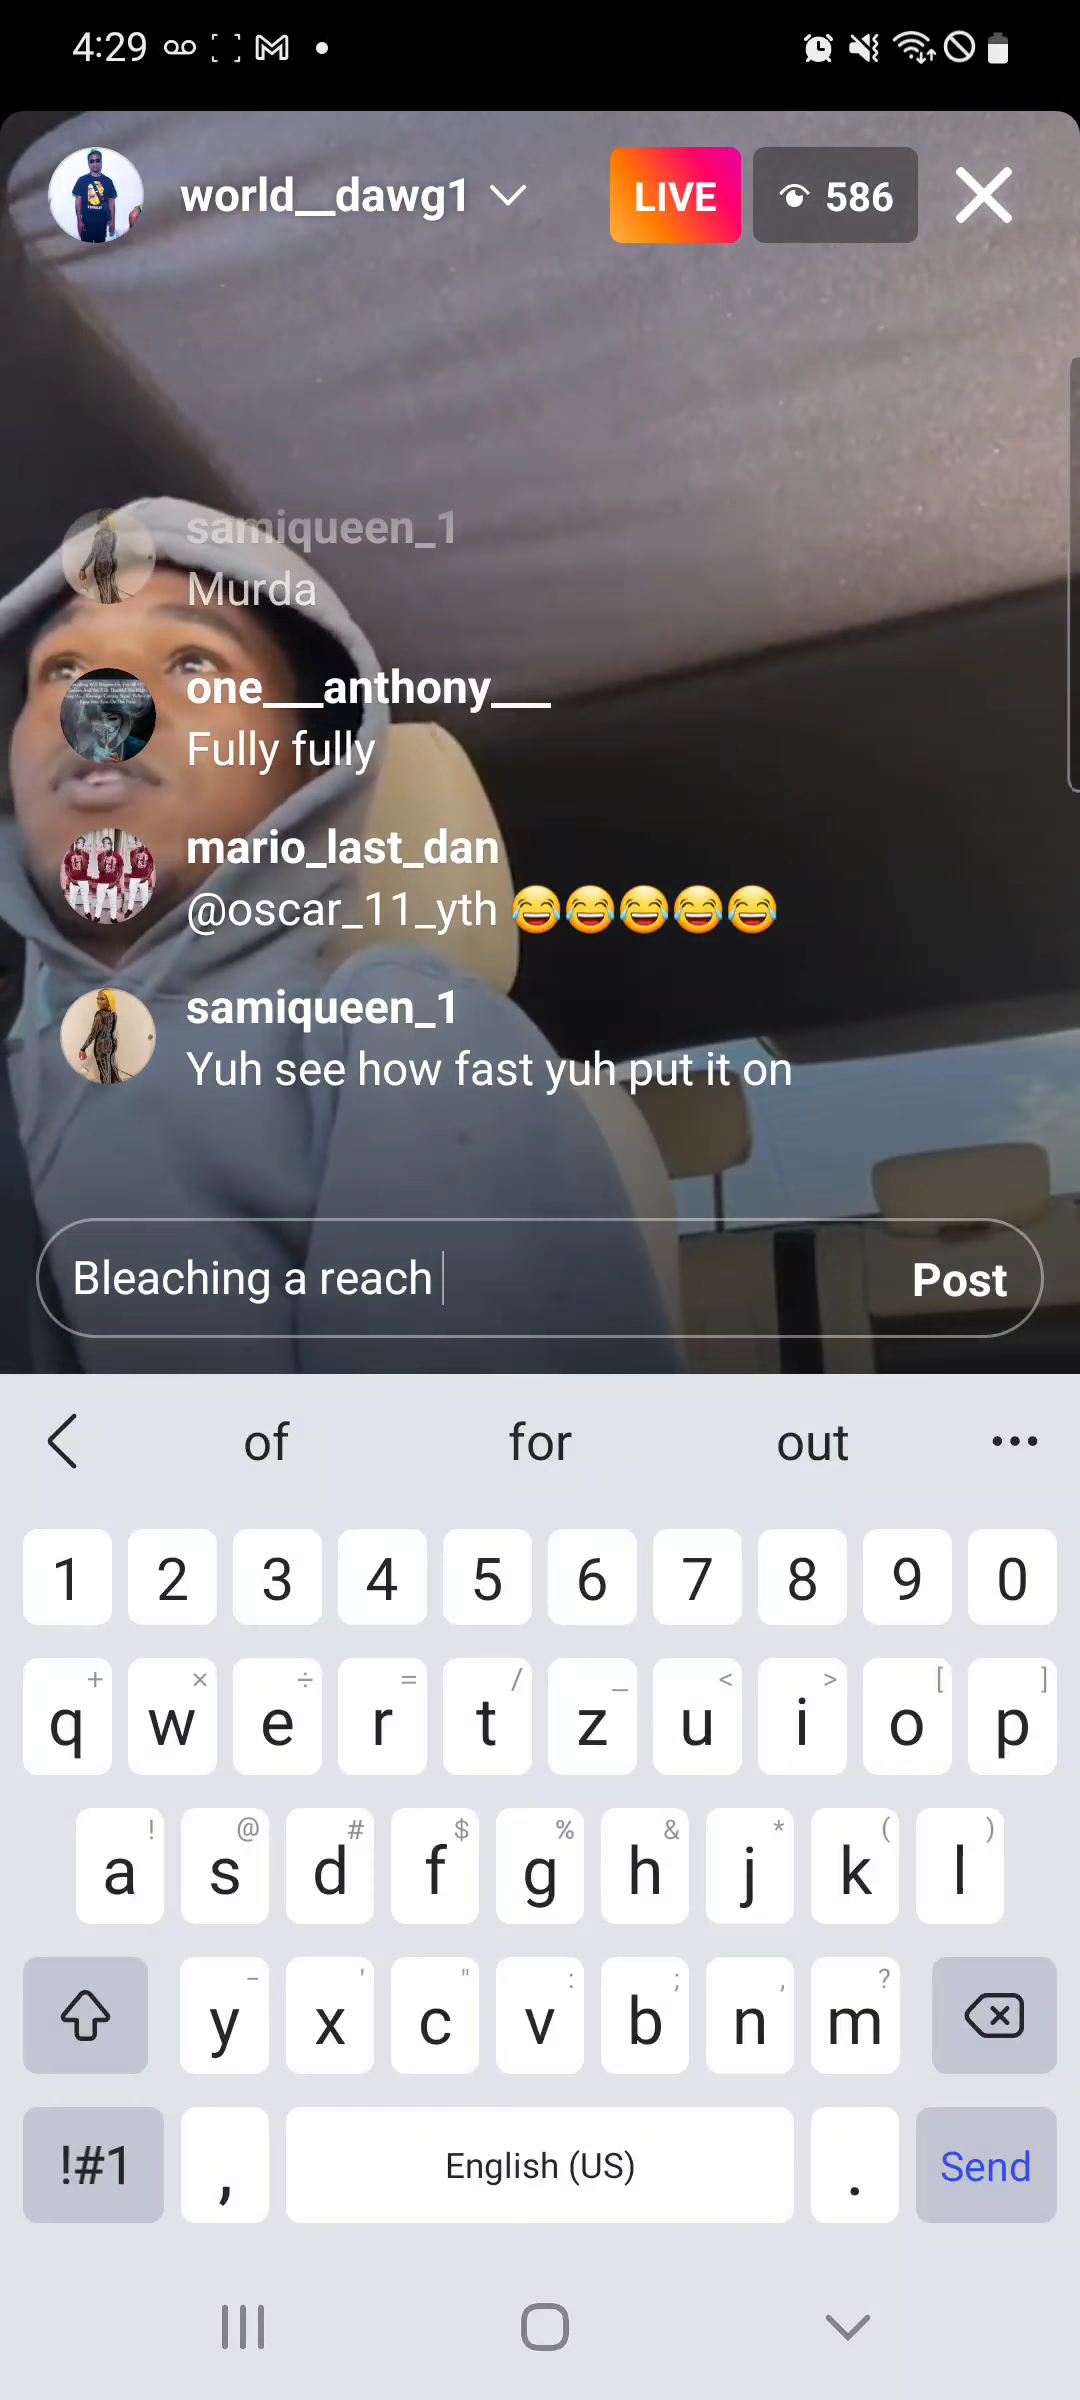 4:29
world__dawg1
LIVE
586
samiqueen_1
Murda
one___anthony___
Fully fully
mario_last_dan
@oscar_11_yth 😂😂😂😂😂
samiqueen_1
Yuh see how fast yuh put it on
Bleaching a reach
Post
of for out
1 2 3 4 5 6 7 8 9 0
+ × ÷ = / _ < > [ ]
q w e r t z u i o p
! @ # $ % & * ( )
a s d f g h j k l
- ' " : ; , ?
y x c v b n m
!#1 , English (US) . Send